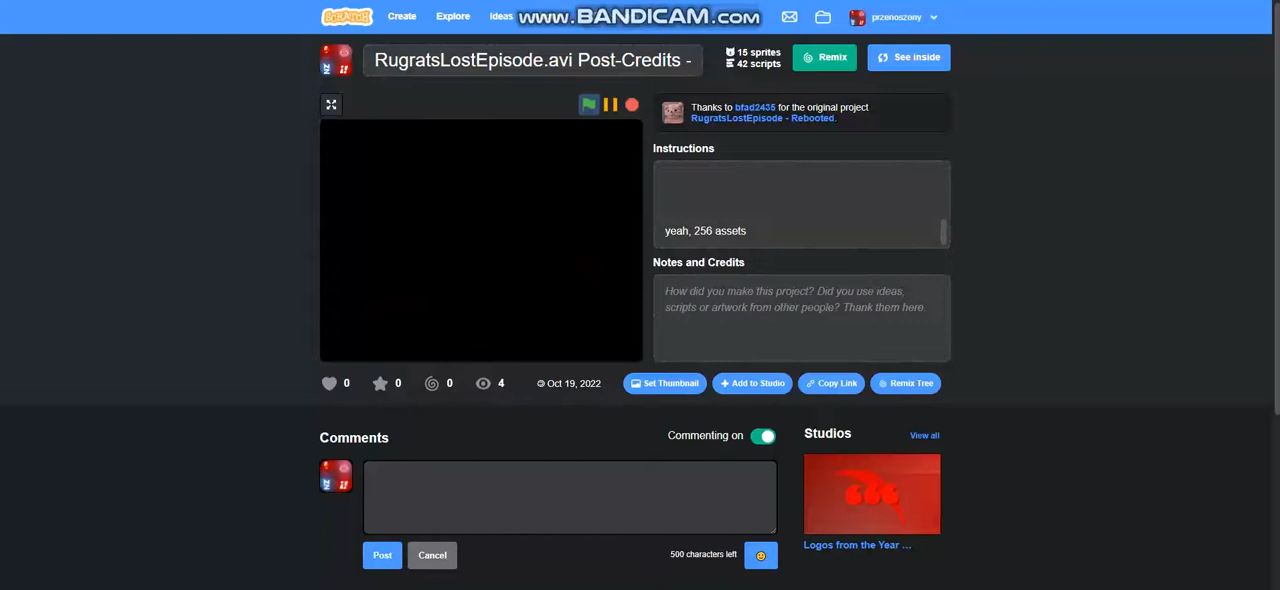 SCRATCH
Create
Explore
Ideas
www.BANDICAM.com
przenoszony
RugratsLostEpisode.avi Post-Credits -
15 sprites
42 scripts
Remix
See inside
Thanks to bfad2435 for the original project
RugratsLostEpisode - Rebooted.
Instructions
yeah, 256 assets
Notes and Credits
How did you make this project? Did you use ideas,
scripts or artwork from other people? Thank them here.
0
0
0
4
© Oct 19, 2022
Set Thumbnail
Add to Studio
Copy Link
Remix Tree
Comments
Commenting on
Studios
View all
Post
Cancel
500 characters left
Logos from the Year ...